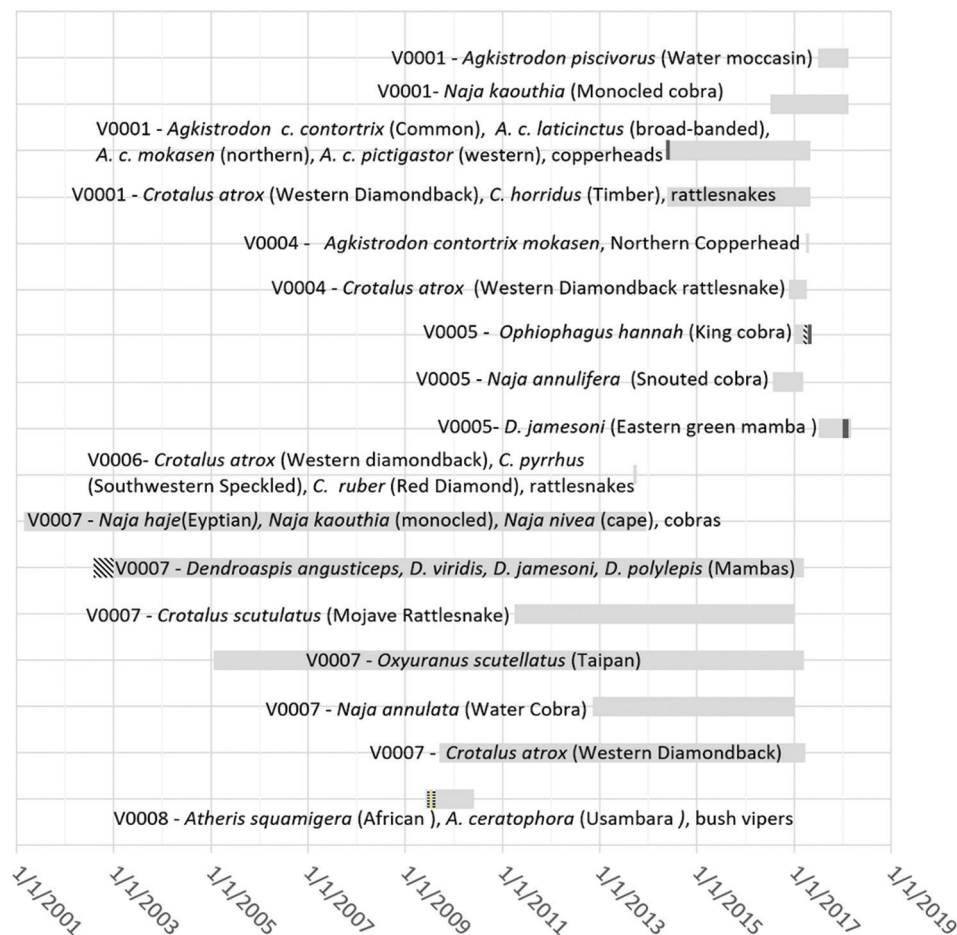 V0001 - Agkistrodon piscivorus (Water moccasin)
V0001- Naja kaouthia (Monocled cobra)
V0001 - Agkistrodon c. contortrix (Common), A. c. laticinctus (broad-banded),
A. c. mokasen (northern), A. c. pictigastor (western), copperheads
V0001 - Crotalus atrox (Western Diamondback), C. horridus (Timber), rattlesnakes
V0004 - Agkistrodon contortrix mokasen, Northern Copperhead
V0004 - Crotalus atrox (Western Diamondback rattlesnake)
V0005 - Ophiophagus hannah (King cobra)
V0005 - Naja annulifera (Snouted cobra)
V0005- D. jamesoni (Eastern green mamba )
V0006- Crotalus atrox (Western diamondback), C. pyrrhus
(Southwestern Speckled), C. ruber (Red Diamond), rattlesnakes
V0007 - Naja haje(Eyptian), Naja kaouthia (monocled), Naja nivea (cape), cobras
V0007 - Dendroaspis angusticeps, D. viridis, D. jamesoni, D. polylepis (Mambas)
V0007 - Crotalus scutulatus (Mojave Rattlesnake)
V0007 - Oxyuranus scutellatus (Taipan)
V0007 - Naja annulata (Water Cobra)
V0007 - Crotalus atrox (Western Diamondback)
V0008 - Atheris squamigera (African ), A. ceratophora (Usambara ), bush vipers
1/1/2001
1/1/2003
1/1/2005
1/1/2007
1/1/2009
1/1/2011
1/1/2013
1/1/2015
1/1/2017
1/1/2019